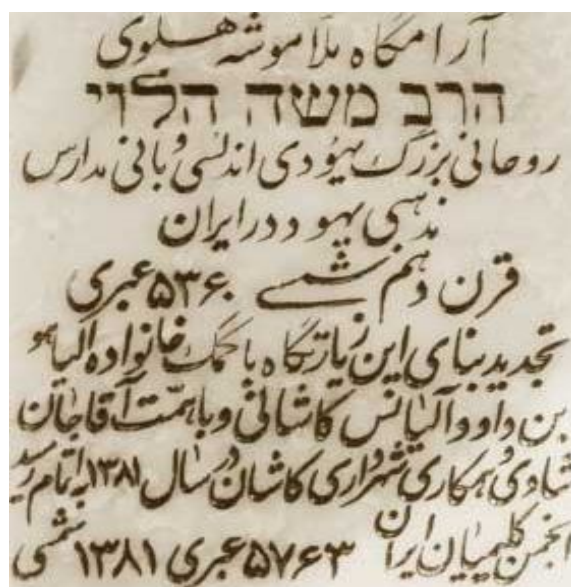 آرامگاه ملاموشه هلوی
הרב משה הלוי
روحانی بزرگ یهودی اندلسی و بانی مدارس
مذهبی یهود در ایران
قرن دهم شمسی ۵۳۶۰ عبری
تجدید بنای این زیارتگاه با کمک خانواده الیاهو
بن داوود آلیانس کاشانی و با همّت آقاجان
شادی و همکاری شهرداری کاشان در سال ۱۳۸۱ به اتمام رسید
انجمن کلیمیان ایران ۵۷۶۳ عبری ۱۳۸۱ شمسی